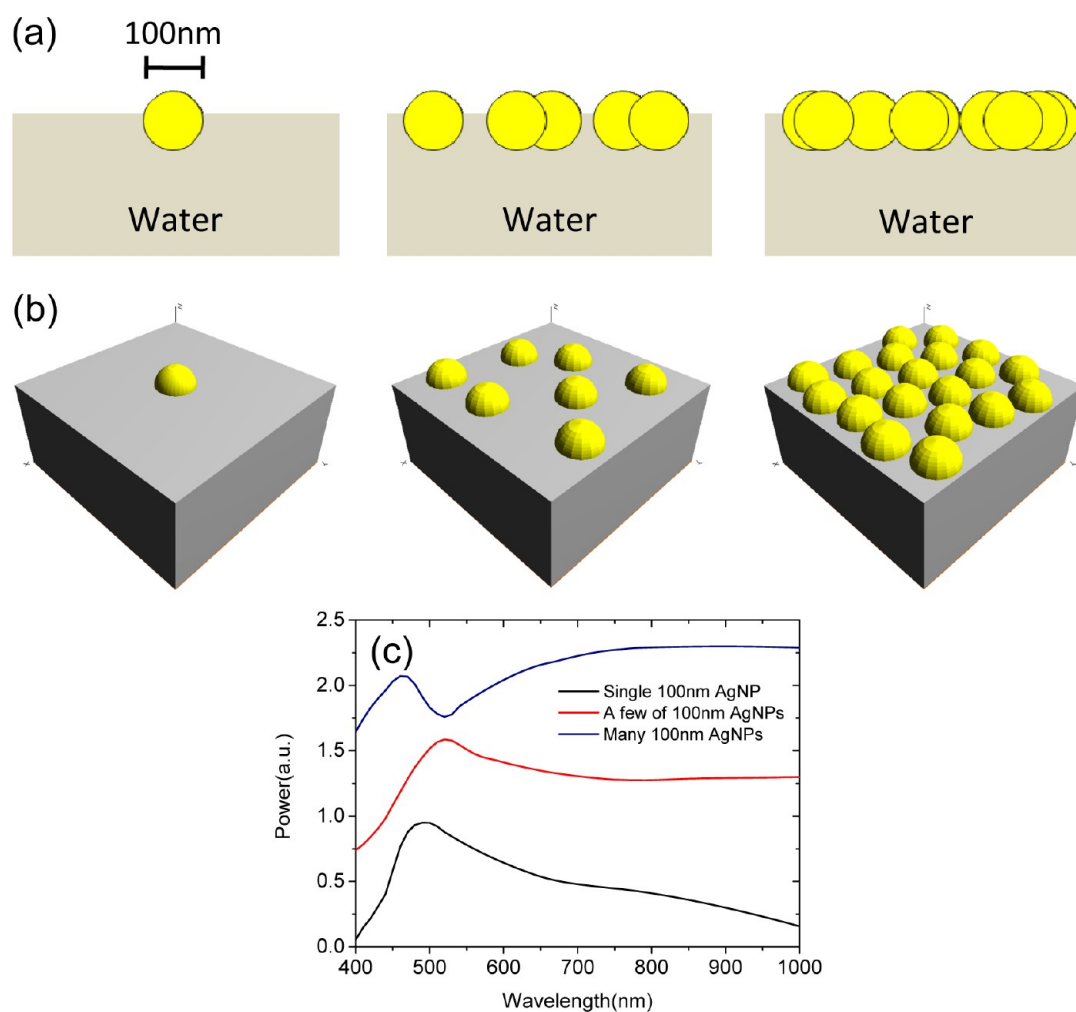 (a)
100nm
Water
Water
Water
(b)
Z
Z
Z
X
Y
X
Y
X
Y
(c)
2.5
2.0
1.5
1.0
0.5
0.0
Power(a.u.)
Single 100nm AgNP
A few of 100nm AgNPs
Many 100nm AgNPs
400 500 600 700 800 900 1000
Wavelength(nm)